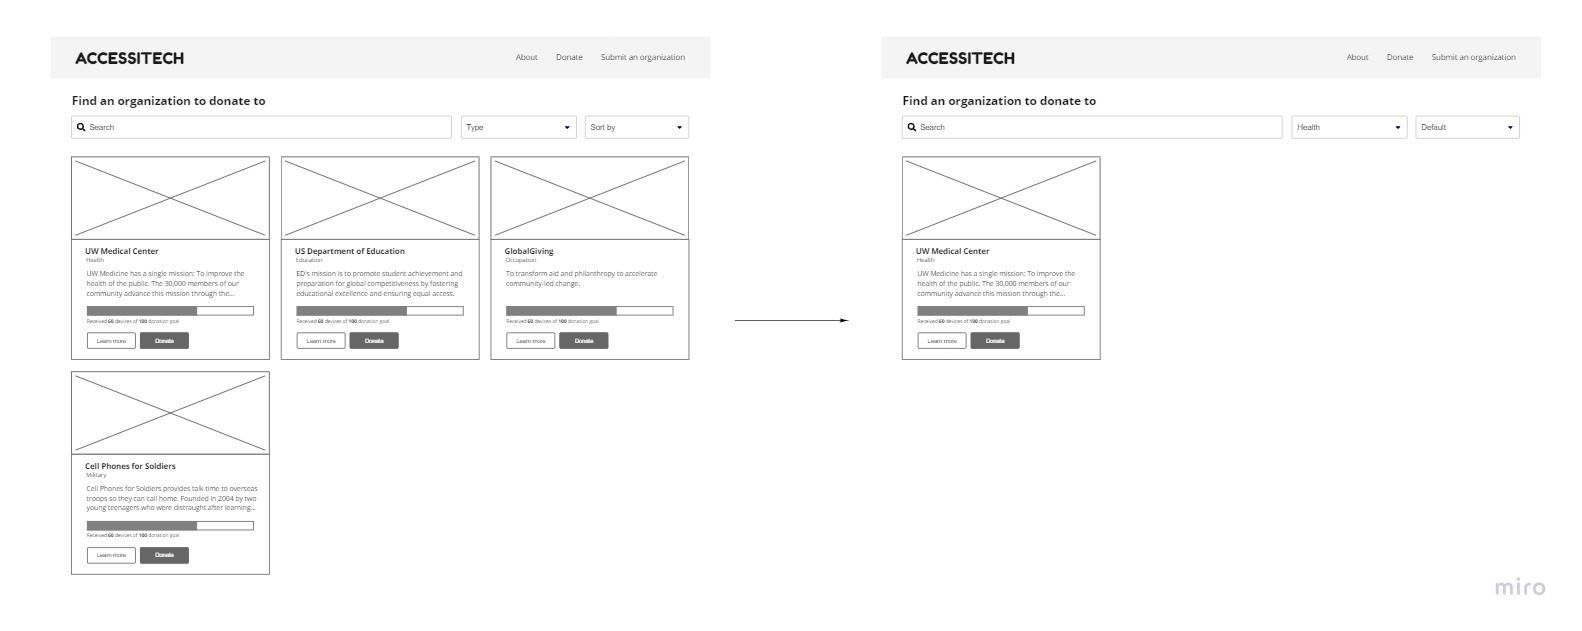 ACCESSITECH
About Donate Submit an organization
Find an organization to donate to
Search Type Sort by
UW Medical Center
Health
UW Medicine has a single mission: To improve the
health of the public. The 30,000 members of our
community advance this mission through the...
Received 60 devices of 100 donation goal
Learn more Donate
US Department of Education
Education
ED's mission is to promote student achievement and
preparation for global competitiveness by fostering
educational excellence and ensuring equal access.
Received 60 devices of 100 donation goal
Learn more Donate
GlobalGiving
Occupation
To transform aid and philanthropy to accelerate
community-led change.
Received 60 devices of 100 donation goal
Learn more Donate
Cell Phones for Soldiers
Military
Cell Phones for Soldiers provides talk time to overseas
troops so they can call home. Founded in 2004 by two
young teenagers who were distraught after learning...
Received 60 devices of 100 donation goal
Learn more Donate
ACCESSITECH
About Donate Submit an organization
Find an organization to donate to
Search Health Default
UW Medical Center
Health
UW Medicine has a single mission: To improve the
health of the public. The 30,000 members of our
community advance this mission through the...
Received 60 devices of 100 donation goal
Learn more Donate
miro